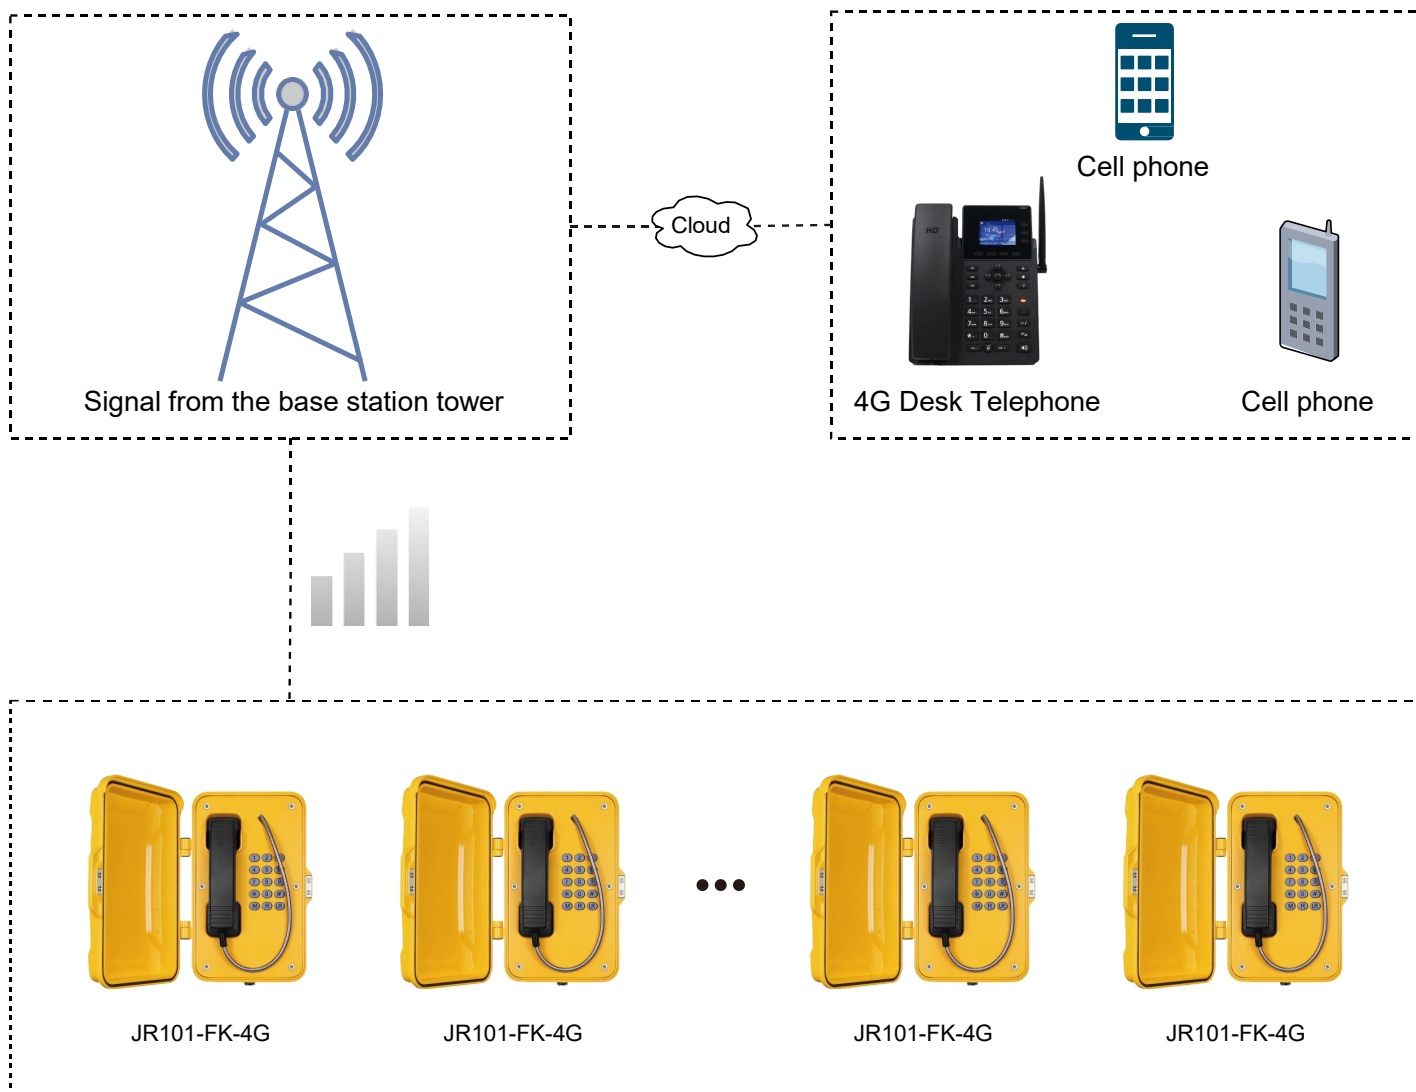 Cell phone
Cloud
HD
Signal from the base station tower
4G Desk Telephone
Cell phone
JR101-FK-4G
JR101-FK-4G
JR101-FK-4G
JR101-FK-4G